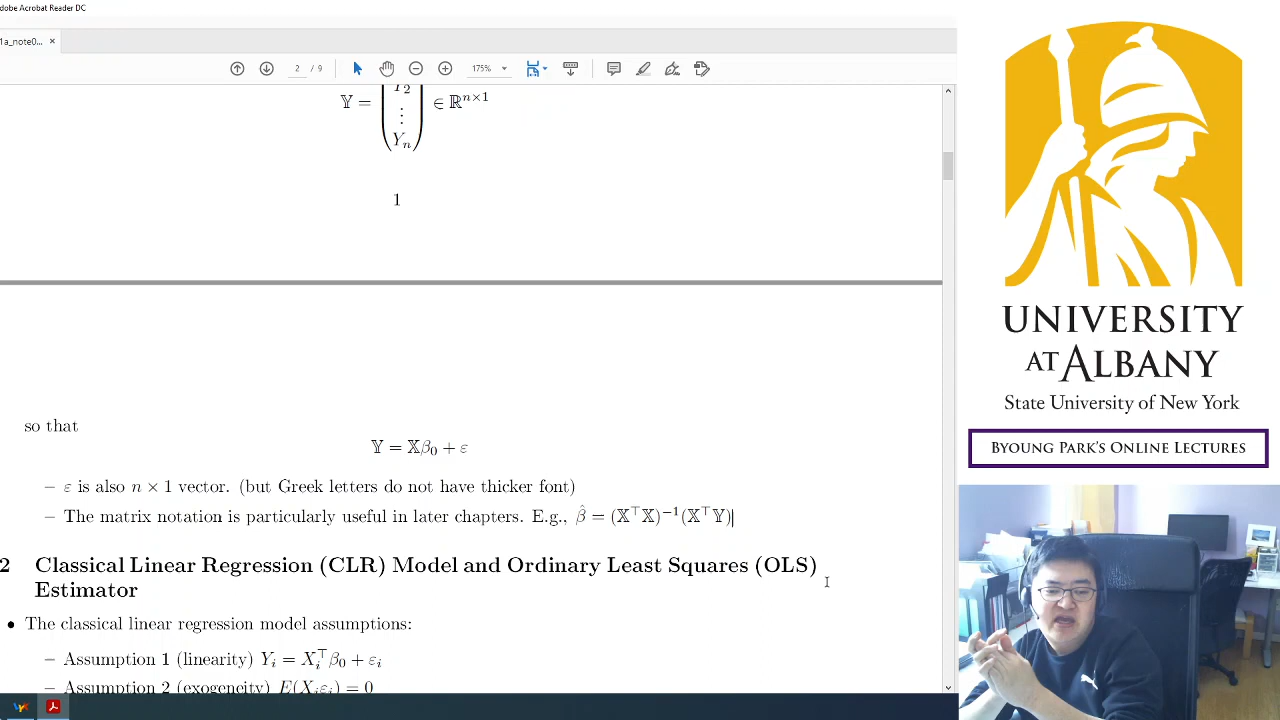 dobe Acrobat Reader DC
1a_note0... ×
2 / 9 175%
𝕐 = ( Y₂ ⋮ Yₙ ) ∈ ℝⁿˣ¹
1
so that
𝕐 = 𝕏β₀ + ε
– ε is also n × 1 vector. (but Greek letters do not have thicker font)
– The matrix notation is particularly useful in later chapters. E.g., β̂ = (𝕏⊤𝕏)⁻¹(𝕏⊤𝕐)
2 Classical Linear Regression (CLR) Model and Ordinary Least Squares (OLS)
Estimator
• The classical linear regression model assumptions:
– Assumption 1 (linearity) Yᵢ = Xᵢ⊤β₀ + εᵢ
– Assumption 2 (exogeneity) E(Xᵢεᵢ) = 0
UNIVERSITY
AT ALBANY
State University of New York
BYOUNG PARK'S ONLINE LECTURES